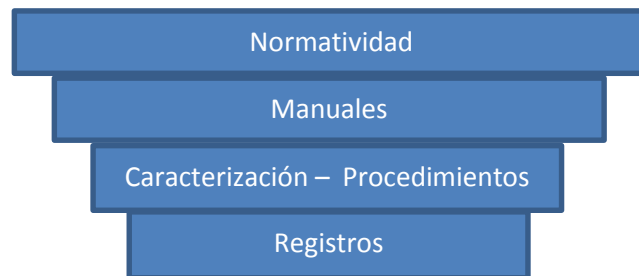 Normatividad
Manuales
Caracterización – Procedimientos
Registros